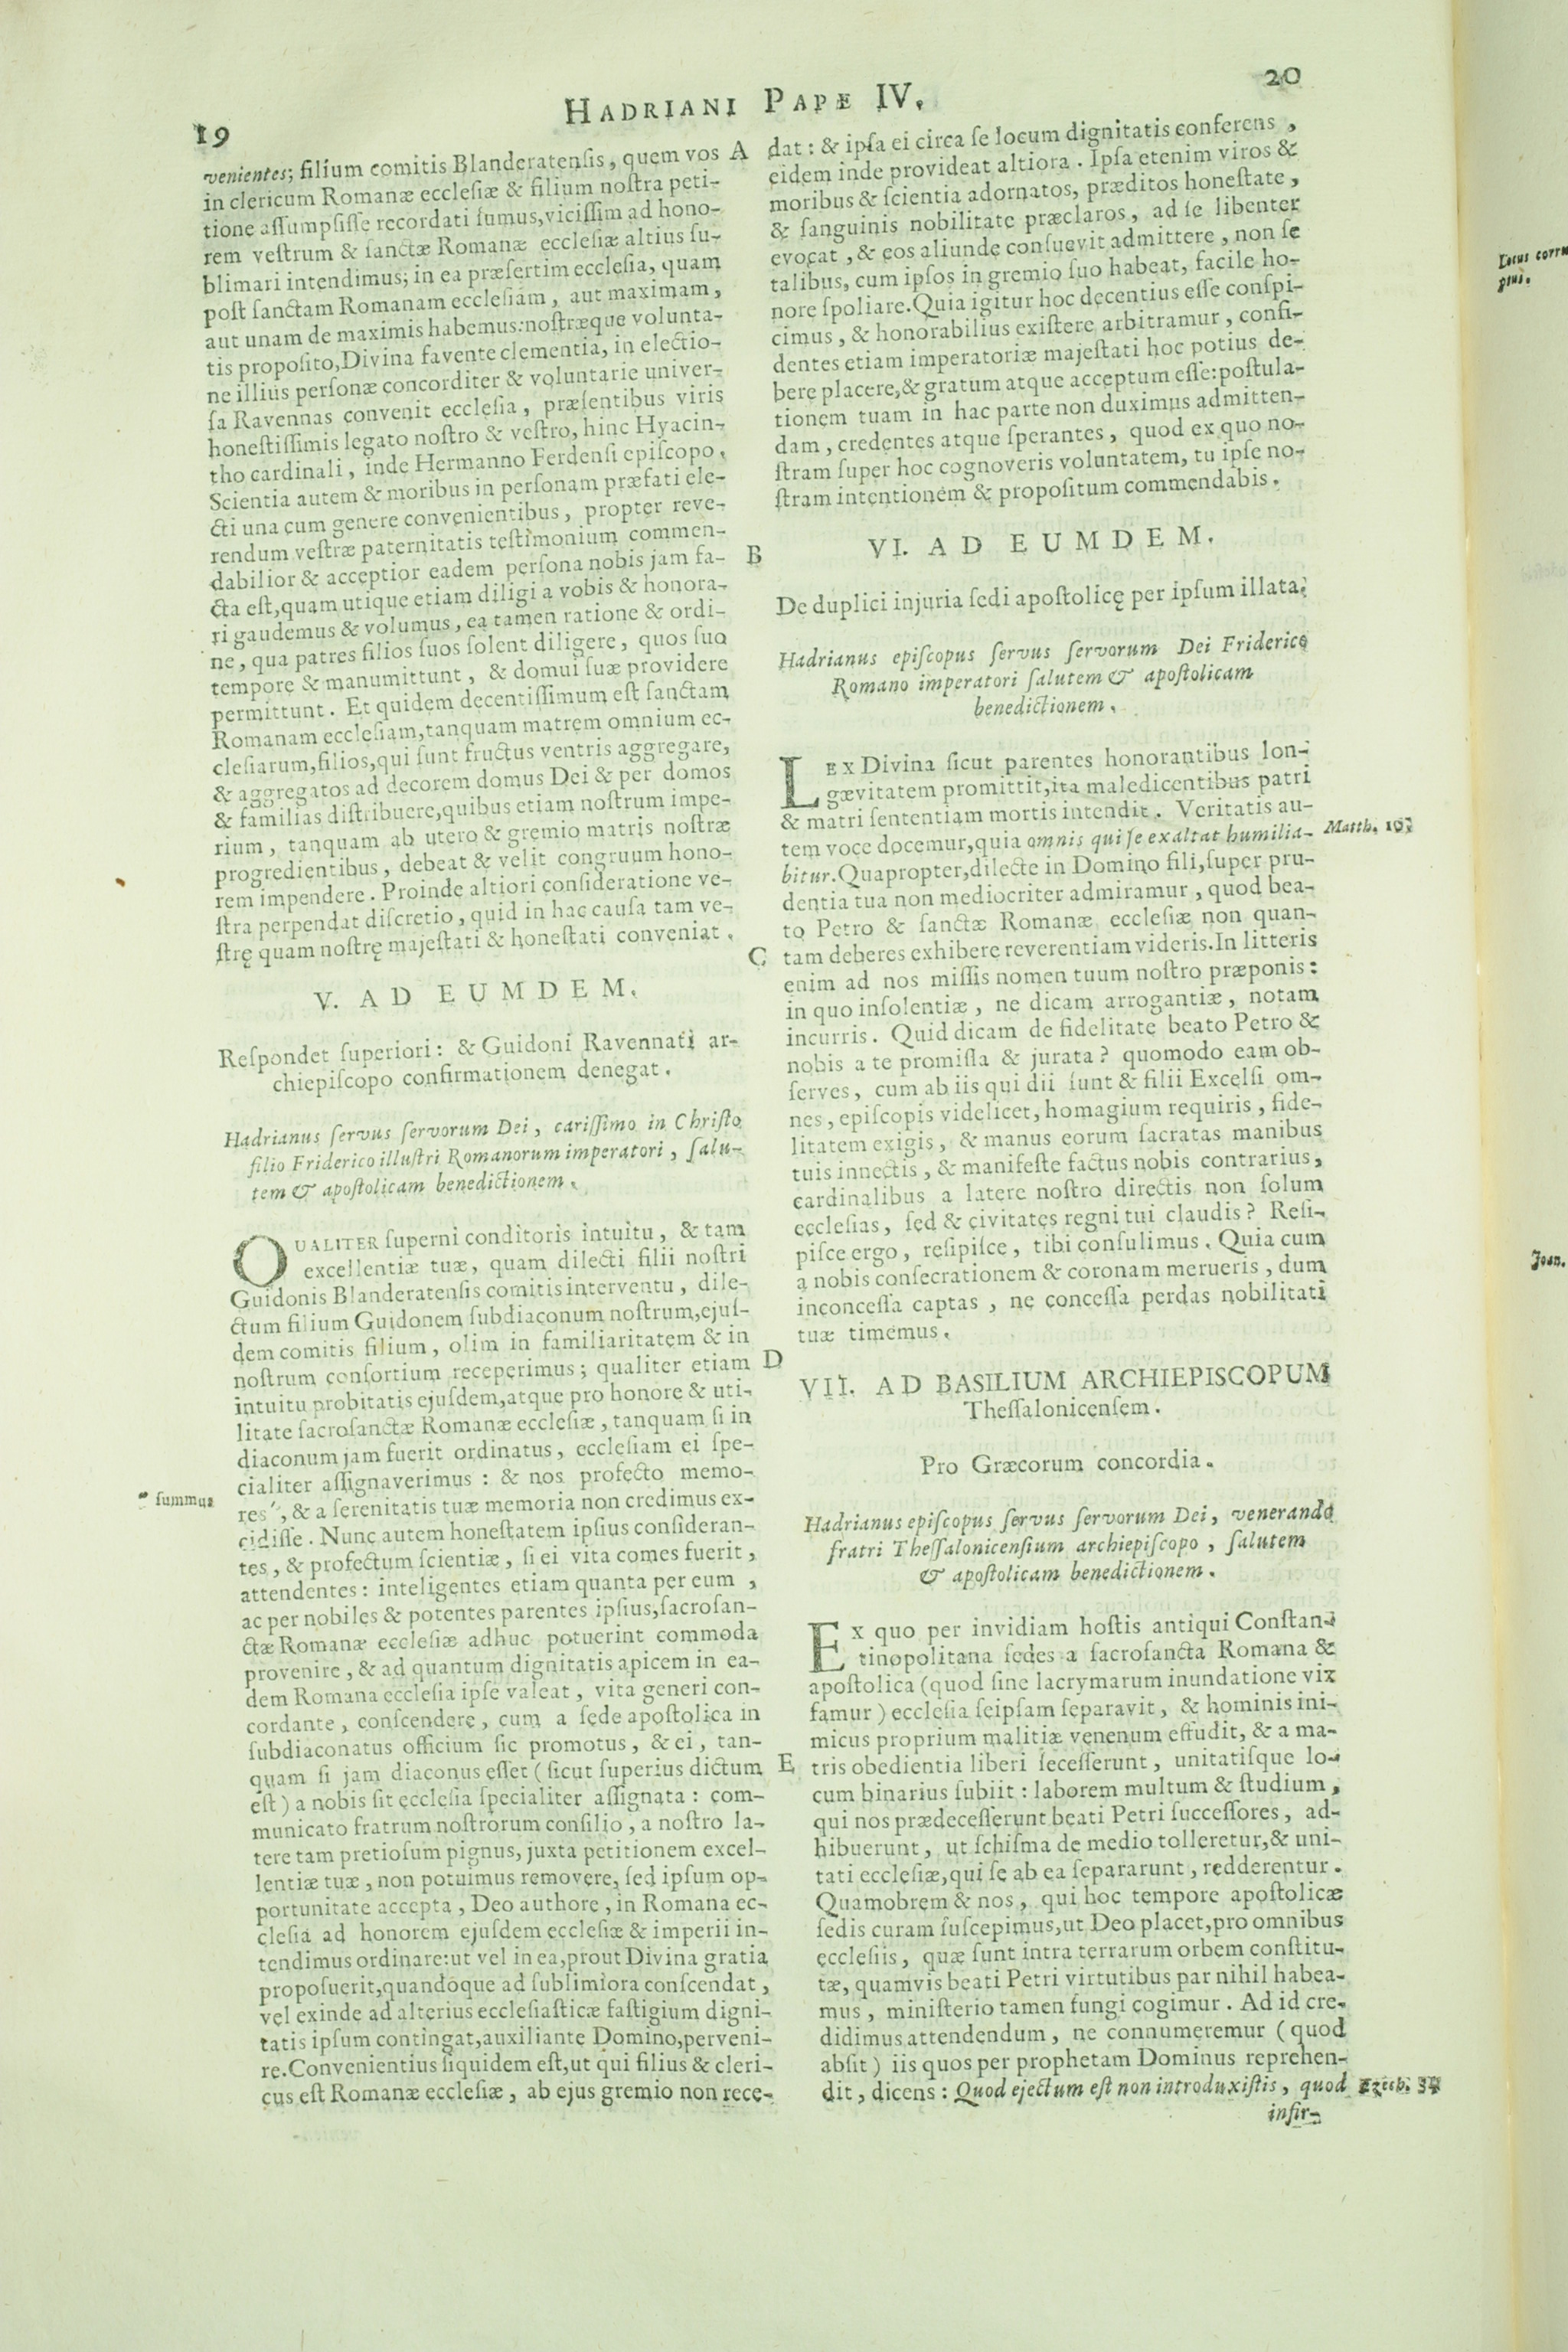 HADRIANI PAPÆ IV.
19
venientes; filium comitis Blanderatenſis, quem vos
in clericum Romanæ eccleſiæ & filium noſtra peti-
tione aſſumpſiſſe recordati ſumus,viciſſim ad hono-
rem veſtrum & ſanctæ Romanæ eccleſiæ altius ſu-
blimari intendimus; in ea præſertim eccleſia, quam
poſt ſanctam Romanam eccleſiam, aut maximam,
aut unam de maximis habemus:noſtræque volunta-
tis propoſito,Divina favente clementia, in electio-
ne illius perſonæ concorditer & voluntarie univer-
ſa Ravennas convenit eccleſia, præſentibus viris
honeſtiſſimis legato noſtro & veſtro, hinc Hyacin-
tho cardinali, inde Hermanno Ferdenſi epiſcopo.
Scientia autem & moribus in perſonam præfati ele-
cti una cum genere convenientibus, propter reve-
rendum veſtræ paternitatis teſtimonium commen-
dabilior & acceptior eadem perſona nobis jam fa-
cta eſt,quam utique etiam diligi a vobis & honora-
ri gaudemus & volumus, ea tamen ratione & ordi-
ne, qua patres filios ſuos ſolent diligere, quos ſuo
tempore & manumittunt, & domui ſuæ providere
permittunt. Et quidem decentiſſimum eſt ſanctam
Romanam eccleſiam,tanquam matrem omnium ec-
cleſiarum,filios,qui ſunt fructus ventris aggregare,
& aggregatos ad decorem domus Dei & per domos
& familias diſtribuere,quibus etiam noſtrum impe-
rium, tanquam ab utero & gremio matris noſtræ
progredientibus, debeat & velit congruum hono-
rem impendere. Proinde altiori conſideratione ve-
ſtra perpendat diſcretio, quid in hac cauſa tam ve-
ſtrę quam noſtrę majeſtati & honeſtati conveniat.
V. AD EUMDEM.
Reſpondet ſuperiori: & Guidoni Ravennati ar-
chiepiſcopo confirmationem denegat.
Hadrianus ſervus ſervorum Dei, cariſſimo in Chriſto
filio Friderico illuſtri Romanorum imperatori, ſalu-
tem & apoſtolicam benedictionem.
QUALITER ſuperni conditoris intuitu, & tam
excellentiæ tuæ, quam dilecti filii noſtri
Guidonis Blanderatenſis comitis interventu, dile-
ctum filium Guidonem ſubdiaconum noſtrum,ejuſ-
dem comitis filium, olim in familiaritatem & in
noſtrum conſortium receperimus; qualiter etiam
intuitu probitatis ejuſdem,atque pro honore & uti-
litate ſacroſanctæ Romanæ eccleſiæ, tanquam ſi in
diaconum jam fuerit ordinatus, eccleſiam ei ſpe-
cialiter aſſignaverimus: & nos profecto memo-
* ſummus
res *, & a ſerenitatis tuæ memoria non credimus ex-
cidiſſe. Nunc autem honeſtatem ipſius conſideran-
tes, & profectum ſcientiæ, ſi ei vita comes fuerit,
attendentes: inteligentes etiam quanta per eum,
ac per nobiles & potentes parentes ipſius,ſacroſan-
ctæ Romanæ eccleſiæ adhuc potuerint commoda
provenire, & ad quantum dignitatis apicem in ea-
dem Romana eccleſia ipſe valeat, vita generi con-
cordante, conſcendere, cum a ſede apoſtolica in
ſubdiaconatus officium ſic promotus, & ei, tan-
quam ſi jam diaconus eſſet (ſicut ſuperius dictum
eſt) a nobis ſit eccleſia ſpecialiter aſſignata: com-
municato fratrum noſtrorum conſilio, a noſtro la-
tere tam pretioſum pignus, juxta petitionem excel-
lentiæ tuæ, non potuimus removere, ſed ipſum op-
portunitate accepta, Deo authore, in Romana ec-
cleſia ad honorem ejuſdem eccleſiæ & imperii in-
tendimus ordinare:ut vel in ea,prout Divina gratia
propoſuerit,quandoque ad ſublimiora conſcendat,
vel exinde ad alterius eccleſiaſticæ faſtigium digni-
tatis ipſum contingat,auxiliante Domino,perveni-
re.Convenientius ſiquidem eſt,ut qui filius & cleri-
cus eſt Romanæ eccleſiæ, ab ejus gremio non rece-
A
B
C
D
E
20
dat: & ipſa ei circa ſe locum dignitatis conferens,
eidem inde provideat altiora. Ipſa etenim viros &
moribus & ſcientia adornatos, præditos honeſtate,
& ſanguinis nobilitate præclaros, ad ſe libenter
evocat, & eos aliunde conſuevit admittere, non ſe
talibus, cum ipſos in gremio ſuo habeat, facile ho-
nore ſpoliare.Quia igitur hoc decentius eſſe conſpi-
cimus, & honorabilius exiſtere arbitramur, confi-
dentes etiam imperatoriæ majeſtati hoc potius de-
bere placere,& gratum atque acceptum eſſe:poſtula-
tionem tuam in hac parte non duximus admitten-
dam, credentes atque ſperantes, quod ex quo no-
ſtram ſuper hoc cognoveris voluntatem, tu ipſe no-
ſtram intentionem & propoſitum commendabis.
VI. AD EUMDEM.
De duplici injuria ſedi apoſtolicę per ipſum illata.
Hadrianus epiſcopus ſervus ſervorum Dei Friderico
Romano imperatori ſalutem & apoſtolicam
benedictionem.
LEX Divina ſicut parentes honorantibus lon-
gævitatem promittit,ita maledicentibus patri
& matri ſententiam mortis intendit. Veritatis au-
tem voce docemur,quia omnis qui ſe exaltat humilia-
Matth.
bitur.Quapropter,dilecte in Domino fili,ſuper pru-
dentia tua non mediocriter admiramur, quod bea-
to Petro & ſanctæ Romanæ eccleſiæ non quan-
tam deberes exhibere reverentiam videris.In litteris
enim ad nos miſſis nomen tuum noſtro præponis:
in quo inſolentiæ, ne dicam arrogantiæ, notam
incurris. Quid dicam de fidelitate beato Petro &
nobis a te promiſſa & jurata? quomodo eam ob-
ſerves, cum ab iis qui dii ſunt & filii Excelſi om-
nes, epiſcopis videlicet, homagium requiris, fide-
litatem exigis, & manus eorum ſacratas manibus
tuis innectis, & manifeſte factus nobis contrarius,
cardinalibus a latere noſtro directis non ſolum
eccleſias, ſed & civitates regni tui claudis? Reſi-
piſce ergo, reſipiſce, tibi conſulimus. Quia cum
a nobis conſecrationem & coronam merueris, dum
inconceſſa captas, ne conceſſa perdas nobilitati
tuæ timemus.
VII. AD BASILIUM ARCHIEPISCOPUM
Theſſalonicenſem.
Pro Græcorum concordia.
Hadrianus epiſcopus ſervus ſervorum Dei, venerando
fratri Theſſalonicenſium archiepiſcopo, ſalutem
& apoſtolicam benedictionem.
EX quo per invidiam hoſtis antiqui Conſtan-
tinopolitana ſedes a ſacroſancta Romana &
apoſtolica (quod ſine lacrymarum inundatione vix
famur) eccleſia ſeipſam ſeparavit, & hominis ini-
micus proprium malitiæ venenum effudit, & a ma-
tris obedientia liberi ſeceſſerunt, unitatiſque lo-
cum binarius ſubiit: laborem multum & ſtudium,
qui nos prædeceſſerunt beati Petri ſucceſſores, ad-
hibuerunt, ut ſchiſma de medio tolleretur,& uni-
tati eccleſiæ,qui ſe ab ea ſepararunt, redderentur.
Quamobrem & nos, qui hoc tempore apoſtolicæ
ſedis curam ſuſcepimus,ut Deo placet,pro omnibus
eccleſiis, quæ ſunt intra terrarum orbem conſtitu-
tæ, quamvis beati Petri virtutibus par nihil habea-
mus, miniſterio tamen fungi cogimur. Ad id cre-
didimus attendendum, ne connumeremur (quod
abſit) iis quos per prophetam Dominus reprehen-
dit, dicens: Quod ejectum eſt non introduxiſtis, quod
Ezech. 34
infir-
Locus corru
ptus.
Joan.